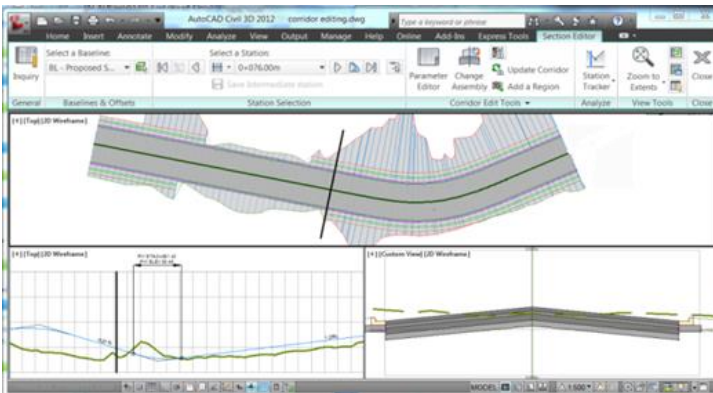 AutoCAD Civil 3D 2012    corridor editing.dwg    Type a keyword or phrase
Home Insert Annotate Modify Analyze View Output Manage Help Online Add-Ins Express Tools Section Editor
Select a Baseline:    Select a Station:
BL - Proposed S...    0+076.00m
Save Intermediate station
Inquiry
Parameter Editor
Change Assembly
Update Corridor
Add a Region
Station Tracker
Zoom to Extents
Close
General    Baselines & Offsets    Station Selection    Corridor Edit Tools    Analyze    View Tools    Close
[+][Top][2D Wireframe]
[+][Top][2D Wireframe]    [+][Custom View][2D Wireframe]
MODEL    1:500